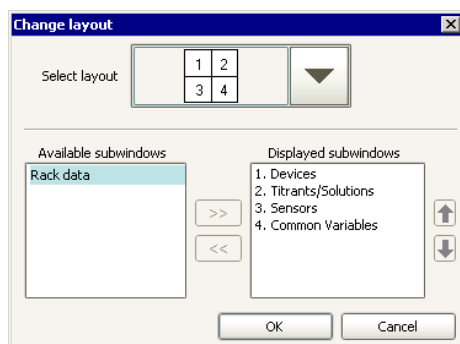 Change layout
Select layout
1 2
3 4
Available subwindows
Displayed subwindows
Rack data
1. Devices
2. Titrants/Solutions
3. Sensors
4. Common Variables
>>
<<
OK
Cancel